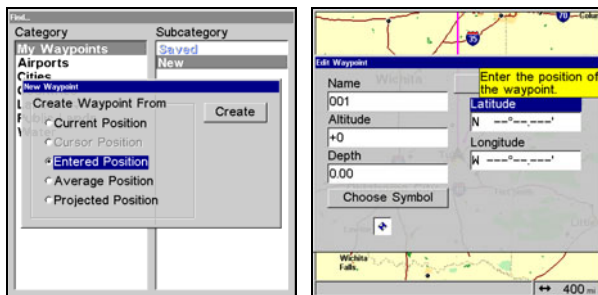 Find...
Category
Subcategory
My Waypoints
Saved
Airports
New
Cities
New Waypoint
Create Waypoint From
Create
Current Position
Cursor Position
Entered Position
Average Position
Projected Position
70
35
Edit Waypoint
Wichita
Name
Enter the position of
the waypoint.
001
Latitude
Altitude
N --°--.---'
+0
Longitude
Depth
W ---°--.---'
0.00
Choose Symbol
Wichita
Falls.
400 mi